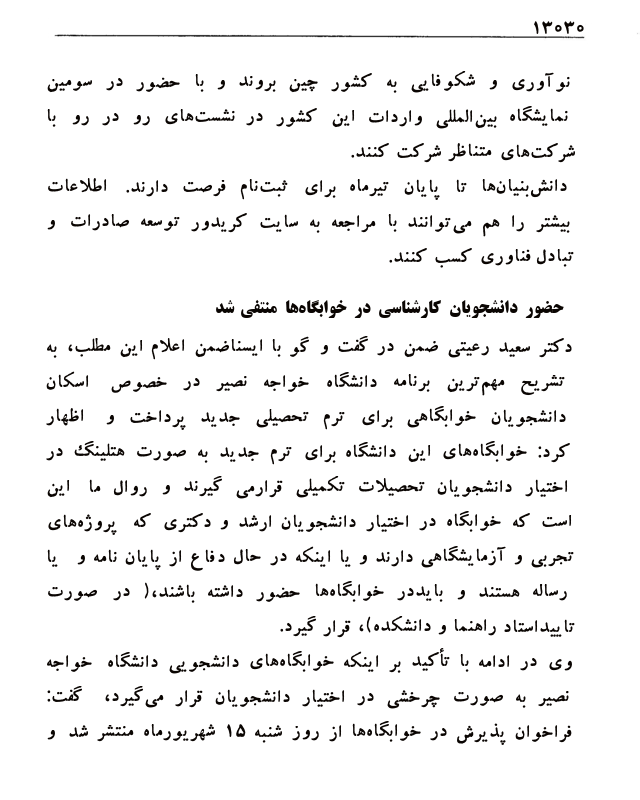 ۱۳۰۳۰
نوآوری و شکوفایی به کشور چین بروند و با حضور در سومین
نمایشگاه بین‌المللی واردات این کشور در نشست‌های رو در رو با
شرکت‌های متناظر شرکت کنند.
دانش‌بنیان‌ها تا پایان تیرماه برای ثبت‌نام فرصت دارند. اطلاعات
بیشتر را هم می‌توانند با مراجعه به سایت کریدور توسعه صادرات و
تبادل فناوری کسب کنند.
حضور دانشجویان کارشناسی در خوابگاه‌ها منتفی شد
دکتر سعید رعیتی ضمن در گفت و گو با ایسناضمن اعلام این مطلب، به
تشریح مهم‌ترین برنامه دانشگاه خواجه نصیر در خصوص اسکان
دانشجویان خوابگاهی برای ترم تحصیلی جدید پرداخت و اظهار
کرد: خوابگاه‌های این دانشگاه برای ترم جدید به صورت هتلینگ در
اختیار دانشجویان تحصیلات تکمیلی قرارمی گیرند و روال ما این
است که خوابگاه در اختیار دانشجویان ارشد و دکتری که پروژه‌های
تجربی و آزمایشگاهی دارند و یا اینکه در حال دفاع از پایان نامه و یا
رساله هستند و بایددر خوابگاه‌ها حضور داشته باشند،( در صورت
تاییداستاد راهنما و دانشکده)، قرار گیرد.
وی در ادامه با تأکید بر اینکه خوابگاه‌های دانشجویی دانشگاه خواجه
نصیر به صورت چرخشی در اختیار دانشجویان قرار می‌گیرد، گفت:
فراخوان پذیرش در خوابگاه‌ها از روز شنبه ۱۵ شهریورماه منتشر شد و